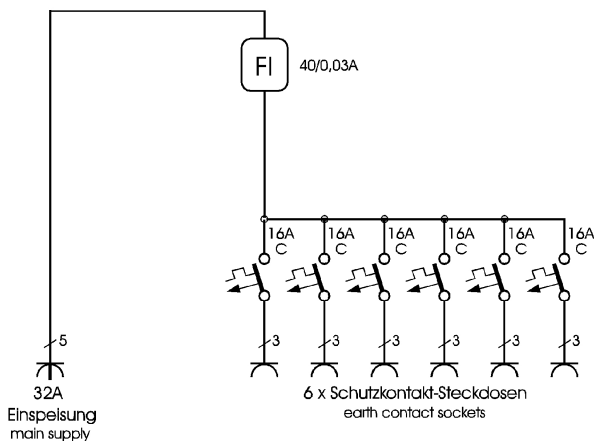 FI
40/0,03A
16A 16A 16A 16A 16A 16A
C C C C C C
5 3 3 3 3 3 3
32A
Einspeisung
main supply
6 x Schutzkontakt-Steckdosen
earth contact sockets